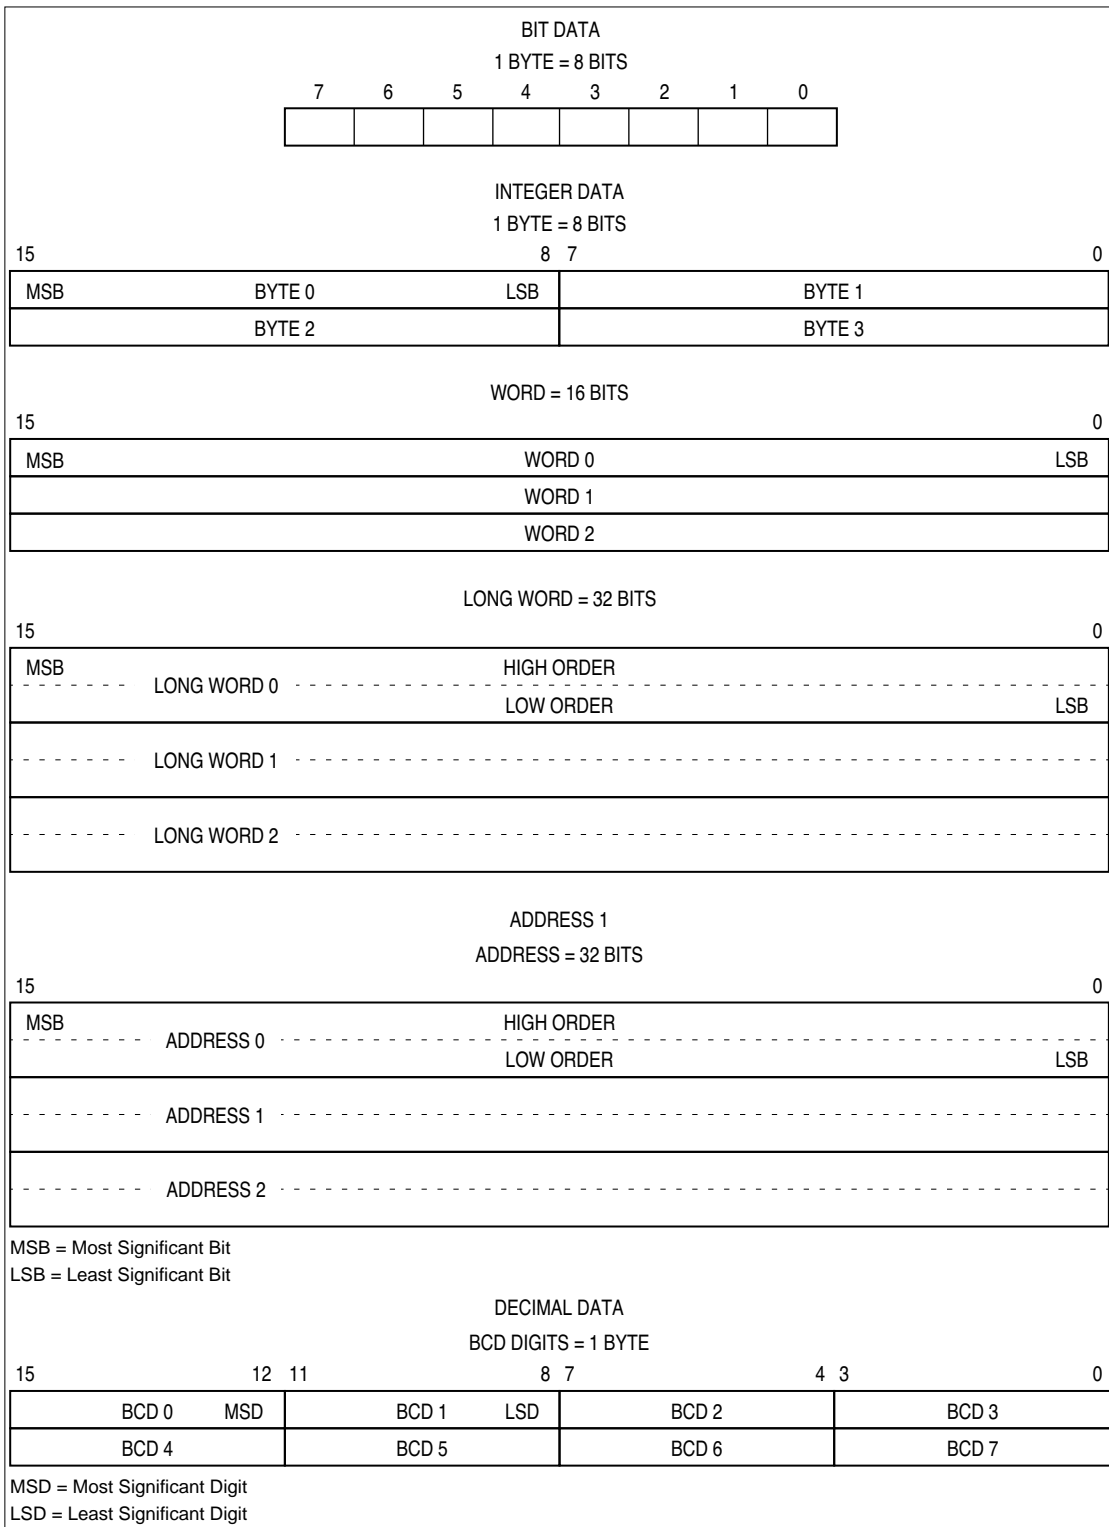 BIT DATA
1 BYTE = 8 BITS
7 6 5 4 3 2 1 0
INTEGER DATA
1 BYTE = 8 BITS
15 8 7 0
MSB BYTE 0 LSB BYTE 1
BYTE 2 BYTE 3
WORD = 16 BITS
15 0
MSB WORD 0 LSB
WORD 1
WORD 2
LONG WORD = 32 BITS
15 0
MSB HIGH ORDER
LONG WORD 0
LOW ORDER LSB
LONG WORD 1
LONG WORD 2
ADDRESS 1
ADDRESS = 32 BITS
15 0
MSB HIGH ORDER
ADDRESS 0
LOW ORDER LSB
ADDRESS 1
ADDRESS 2
MSB = Most Significant Bit
LSB = Least Significant Bit
DECIMAL DATA
BCD DIGITS = 1 BYTE
15 12 11 8 7 4 3 0
BCD 0 MSD BCD 1 LSD BCD 2 BCD 3
BCD 4 BCD 5 BCD 6 BCD 7
MSD = Most Significant Digit
LSD = Least Significant Digit